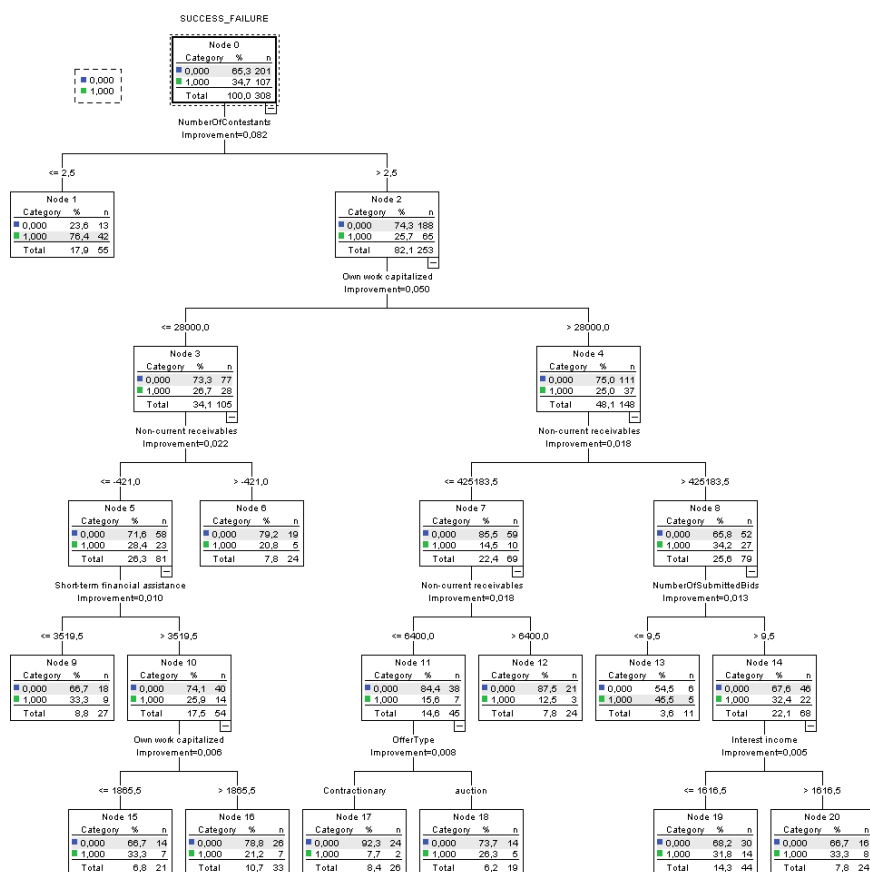 SUCCESS_FAILURE
Node 0
Category % n
0,000 65,3 201
1,000 34,7 107
Total 100,0 308
0,000
1,000
NumberOfContestants
Improvement=0,082
<= 2,5
> 2,5
Node 1
Category % n
0,000 23,6 13
1,000 76,4 42
Total 17,9 55
Node 2
Category % n
0,000 74,3 188
1,000 25,7 65
Total 82,1 253
Own work capitalized
Improvement=0,050
<= 28000,0
> 28000,0
Node 3
Category % n
0,000 73,3 77
1,000 26,7 28
Total 34,1 105
Node 4
Category % n
0,000 75,0 111
1,000 25,0 37
Total 48,1 148
Non-current receivables
Improvement=0,022
Non-current receivables
Improvement=0,018
<= -421,0
> -421,0
<= 425183,5
> 425183,5
Node 5
Category % n
0,000 71,6 58
1,000 28,4 23
Total 26,3 81
Node 6
Category % n
0,000 79,2 19
1,000 20,8 5
Total 7,8 24
Node 7
Category % n
0,000 85,5 59
1,000 14,5 10
Total 22,4 69
Node 8
Category % n
0,000 65,8 52
1,000 34,2 27
Total 25,6 79
Short-term financial assistance
Improvement=0,010
Non-current receivables
Improvement=0,018
NumberOfSubmittedBids
Improvement=0,013
<= 3519,5
> 3519,5
<= 6400,0
> 6400,0
<= 9,5
> 9,5
Node 9
Category % n
0,000 66,7 18
1,000 33,3 9
Total 8,8 27
Node 10
Category % n
0,000 74,1 40
1,000 25,9 14
Total 17,5 54
Node 11
Category % n
0,000 84,4 38
1,000 15,6 7
Total 14,6 45
Node 12
Category % n
0,000 87,5 21
1,000 12,5 3
Total 7,8 24
Node 13
Category % n
0,000 54,5 6
1,000 45,5 5
Total 3,6 11
Node 14
Category % n
0,000 67,6 46
1,000 32,4 22
Total 22,1 68
Own work capitalized
Improvement=0,006
OfferType
Improvement=0,008
Interest income
Improvement=0,005
<= 1865,5
> 1865,5
Contractionary
auction
<= 1616,5
> 1616,5
Node 15
Category % n
0,000 66,7 14
1,000 33,3 7
Total 6,8 21
Node 16
Category % n
0,000 78,8 26
1,000 21,2 7
Total 10,7 33
Node 17
Category % n
0,000 92,3 24
1,000 7,7 2
Total 8,4 26
Node 18
Category % n
0,000 73,7 14
1,000 26,3 5
Total 6,2 19
Node 19
Category % n
0,000 68,2 30
1,000 31,8 14
Total 14,3 44
Node 20
Category % n
0,000 66,7 16
1,000 33,3 8
Total 7,8 24